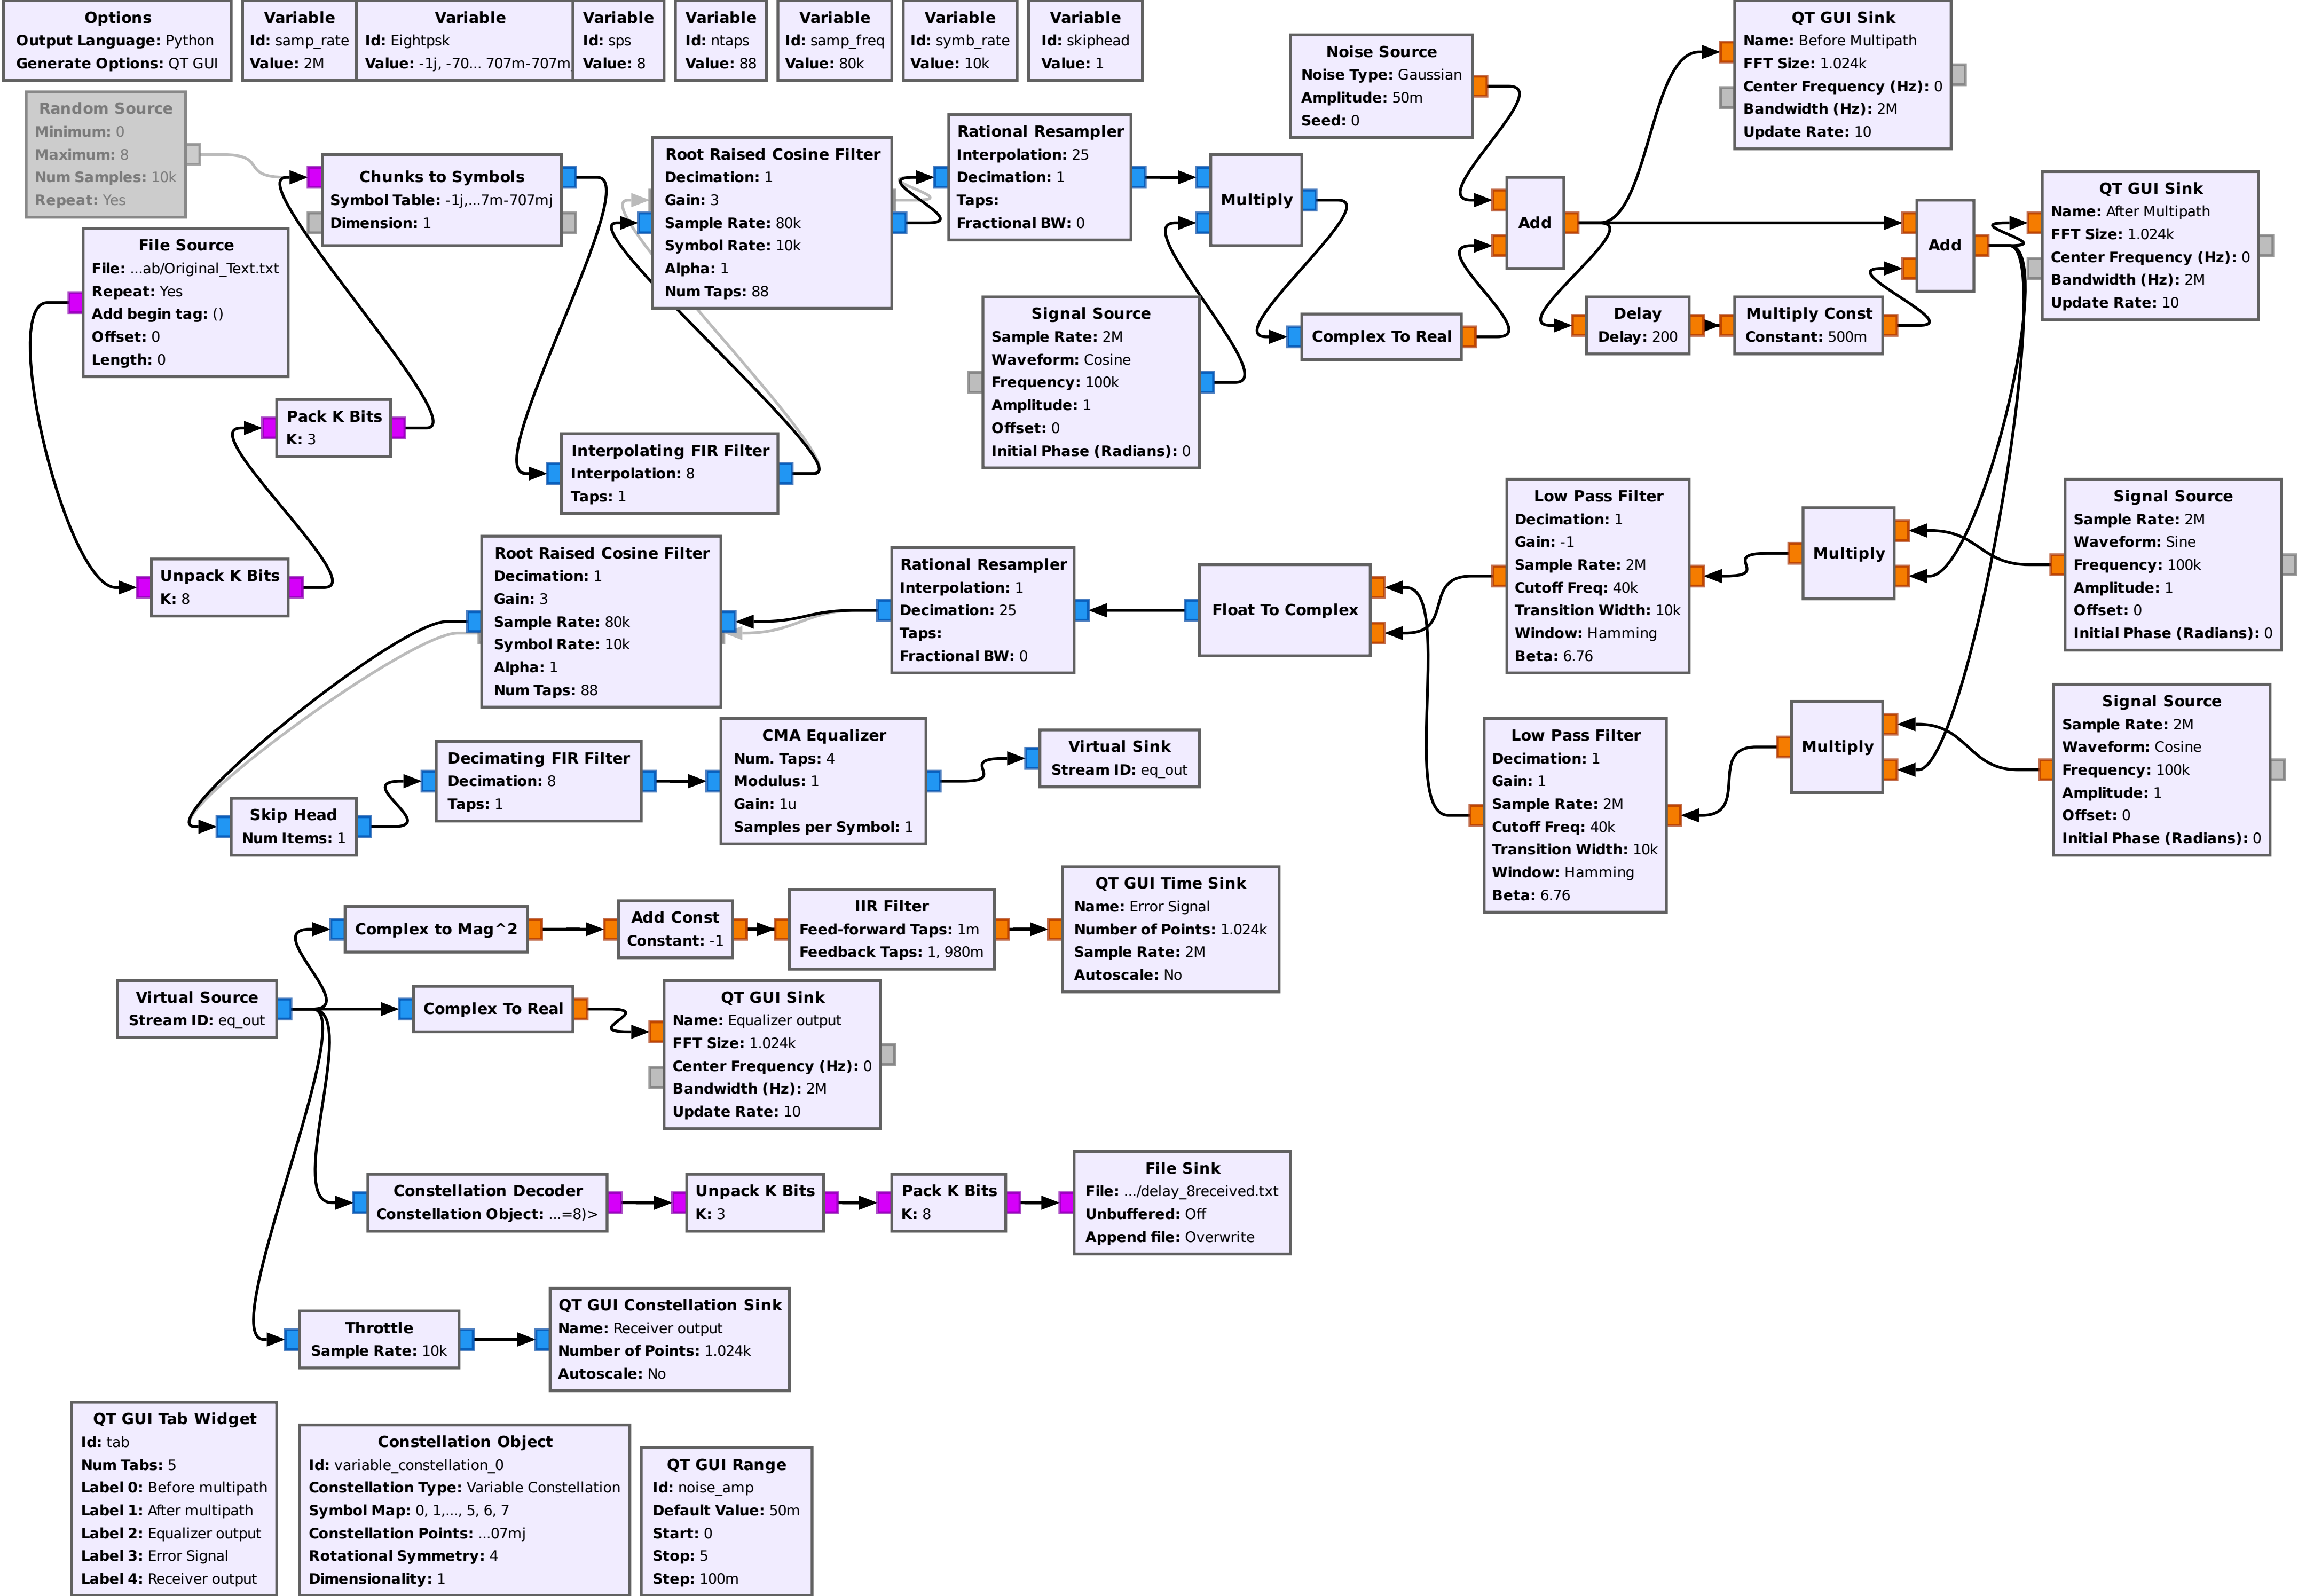 Options
Output Language: Python
Generate Options: QT GUI
Variable
Id: samp_rate
Value: 2M
Variable
Id: Eightpsk
Value: -1j, -70... 707m-707mj
Variable
Id: sps
Value: 8
Variable
Id: ntaps
Value: 88
Variable
Id: samp_freq
Value: 80k
Variable
Id: symb_rate
Value: 10k
Variable
Id: skiphead
Value: 1
Random Source
Minimum: 0
Maximum: 8
Num Samples: 10k
Repeat: Yes
File Source
File: ...ab/Original_Text.txt
Repeat: Yes
Add begin tag: ()
Offset: 0
Length: 0
Chunks to Symbols
Symbol Table: -1j,...7m-707mj
Dimension: 1
Root Raised Cosine Filter
Decimation: 1
Gain: 3
Sample Rate: 80k
Symbol Rate: 10k
Alpha: 1
Num Taps: 88
Rational Resampler
Interpolation: 25
Decimation: 1
Taps:
Fractional BW: 0
Multiply
Noise Source
Noise Type: Gaussian
Amplitude: 50m
Seed: 0
Add
QT GUI Sink
Name: Before Multipath
FFT Size: 1.024k
Center Frequency (Hz): 0
Bandwidth (Hz): 2M
Update Rate: 10
Add
QT GUI Sink
Name: After Multipath
FFT Size: 1.024k
Center Frequency (Hz): 0
Bandwidth (Hz): 2M
Update Rate: 10
Signal Source
Sample Rate: 2M
Waveform: Cosine
Frequency: 100k
Amplitude: 1
Offset: 0
Initial Phase (Radians): 0
Complex To Real
Delay
Delay: 200
Multiply Const
Constant: 500m
Pack K Bits
K: 3
Interpolating FIR Filter
Interpolation: 8
Taps: 1
Unpack K Bits
K: 8
Root Raised Cosine Filter
Decimation: 1
Gain: 3
Sample Rate: 80k
Symbol Rate: 10k
Alpha: 1
Num Taps: 88
Rational Resampler
Interpolation: 1
Decimation: 25
Taps:
Fractional BW: 0
Float To Complex
Low Pass Filter
Decimation: 1
Gain: -1
Sample Rate: 2M
Cutoff Freq: 40k
Transition Width: 10k
Window: Hamming
Beta: 6.76
Multiply
Signal Source
Sample Rate: 2M
Waveform: Sine
Frequency: 100k
Amplitude: 1
Offset: 0
Initial Phase (Radians): 0
Low Pass Filter
Decimation: 1
Gain: 1
Sample Rate: 2M
Cutoff Freq: 40k
Transition Width: 10k
Window: Hamming
Beta: 6.76
Multiply
Signal Source
Sample Rate: 2M
Waveform: Cosine
Frequency: 100k
Amplitude: 1
Offset: 0
Initial Phase (Radians): 0
Skip Head
Num Items: 1
Decimating FIR Filter
Decimation: 8
Taps: 1
CMA Equalizer
Num. Taps: 4
Modulus: 1
Gain: 1u
Samples per Symbol: 1
Virtual Sink
Stream ID: eq_out
Complex to Mag^2
Add Const
Constant: -1
IIR Filter
Feed-forward Taps: 1m
Feedback Taps: 1, 980m
QT GUI Time Sink
Name: Error Signal
Number of Points: 1.024k
Sample Rate: 2M
Autoscale: No
Virtual Source
Stream ID: eq_out
Complex To Real
QT GUI Sink
Name: Equalizer output
FFT Size: 1.024k
Center Frequency (Hz): 0
Bandwidth (Hz): 2M
Update Rate: 10
Constellation Decoder
Constellation Object: ...=8)>
Unpack K Bits
K: 3
Pack K Bits
K: 8
File Sink
File: .../delay_8received.txt
Unbuffered: Off
Append file: Overwrite
Throttle
Sample Rate: 10k
QT GUI Constellation Sink
Name: Receiver output
Number of Points: 1.024k
Autoscale: No
QT GUI Tab Widget
Id: tab
Num Tabs: 5
Label 0: Before multipath
Label 1: After multipath
Label 2: Equalizer output
Label 3: Error Signal
Label 4: Receiver output
Constellation Object
Id: variable_constellation_0
Constellation Type: Variable Constellation
Symbol Map: 0, 1,..., 5, 6, 7
Constellation Points: ...07mj
Rotational Symmetry: 4
Dimensionality: 1
QT GUI Range
Id: noise_amp
Default Value: 50m
Start: 0
Stop: 5
Step: 100m